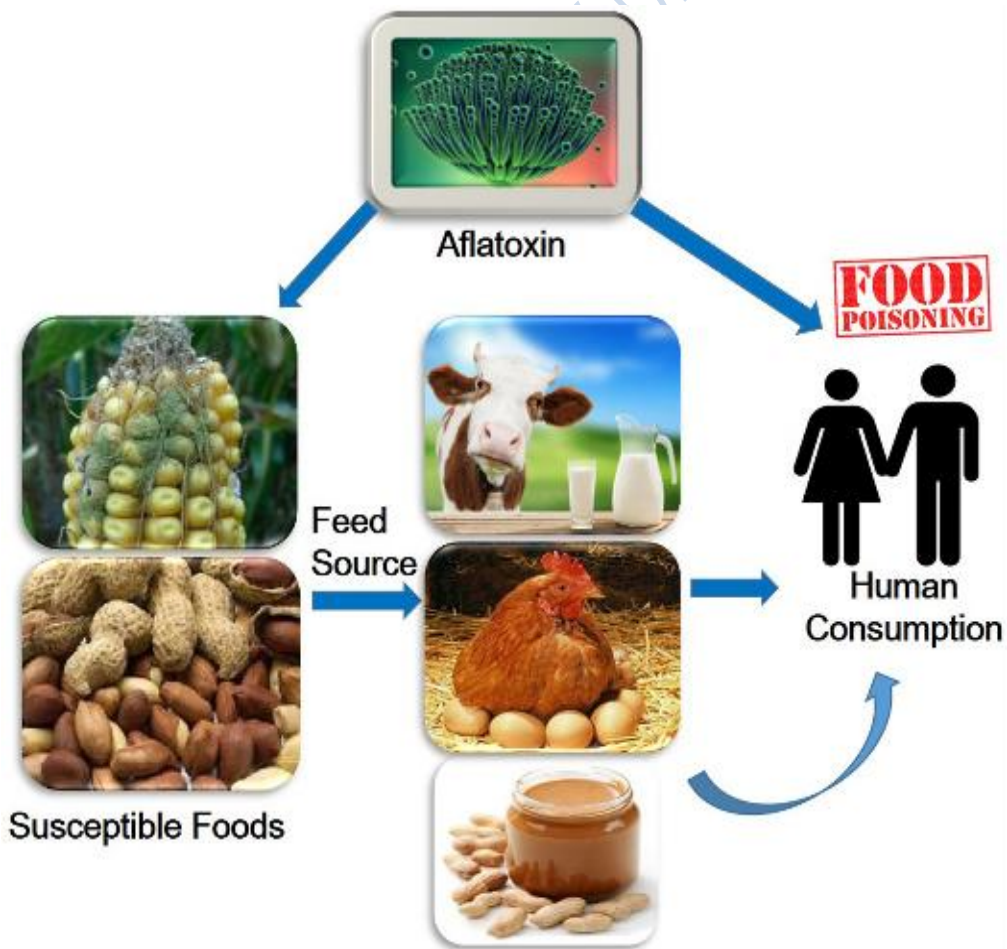 Aflatoxin
FOOD
POISONING
Feed
Source
Human
Consumption
Susceptible Foods